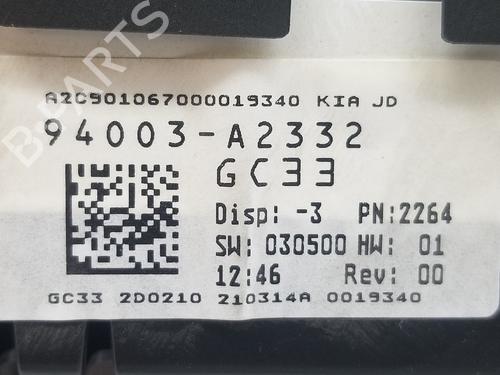 B-PARTS
A2C901067000019340 KIA JD
94003-A2332
GC33
Disp: -3 PN:2264
SW: 030500 HW: 01
12:46 Rev: 00
GC33 2D0210 210314A 0019340